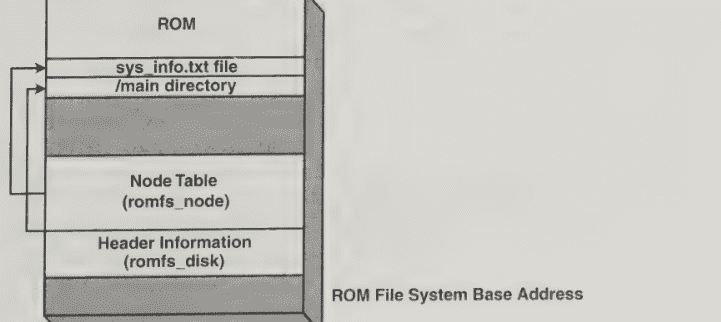 ROM
sys_info.txt file
/main directory
Node Table
(romfs_node)
Header Information
(romfs_disk)
ROM File System Base Address